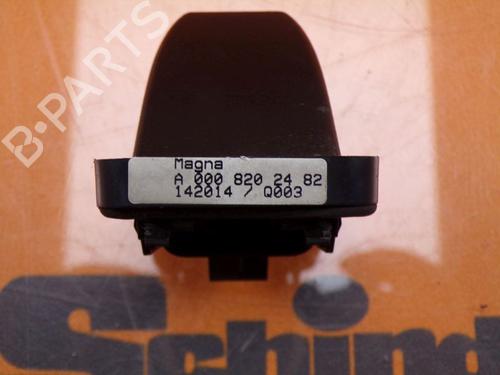 B-PARTS
Magna
A 000 820 24 82
142014 / Q003
Schind